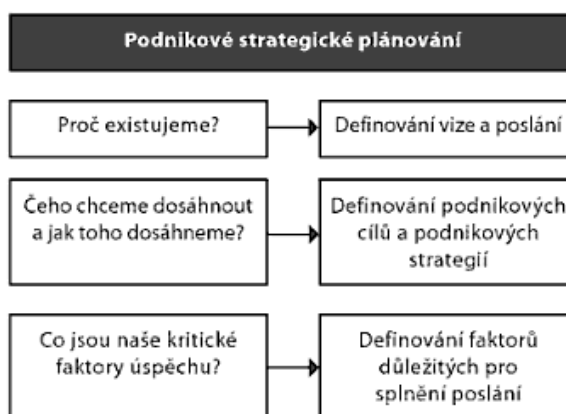 Podnikové strategické plánování
Proč existujeme?
Definování vize a poslání
Čeho chceme dosáhnout
a jak toho dosáhneme?
Definování podnikových
cílů a podnikových
strategií
Co jsou naše kritické
faktory úspěchu?
Definování faktorů
důležitých pro
splnění poslání